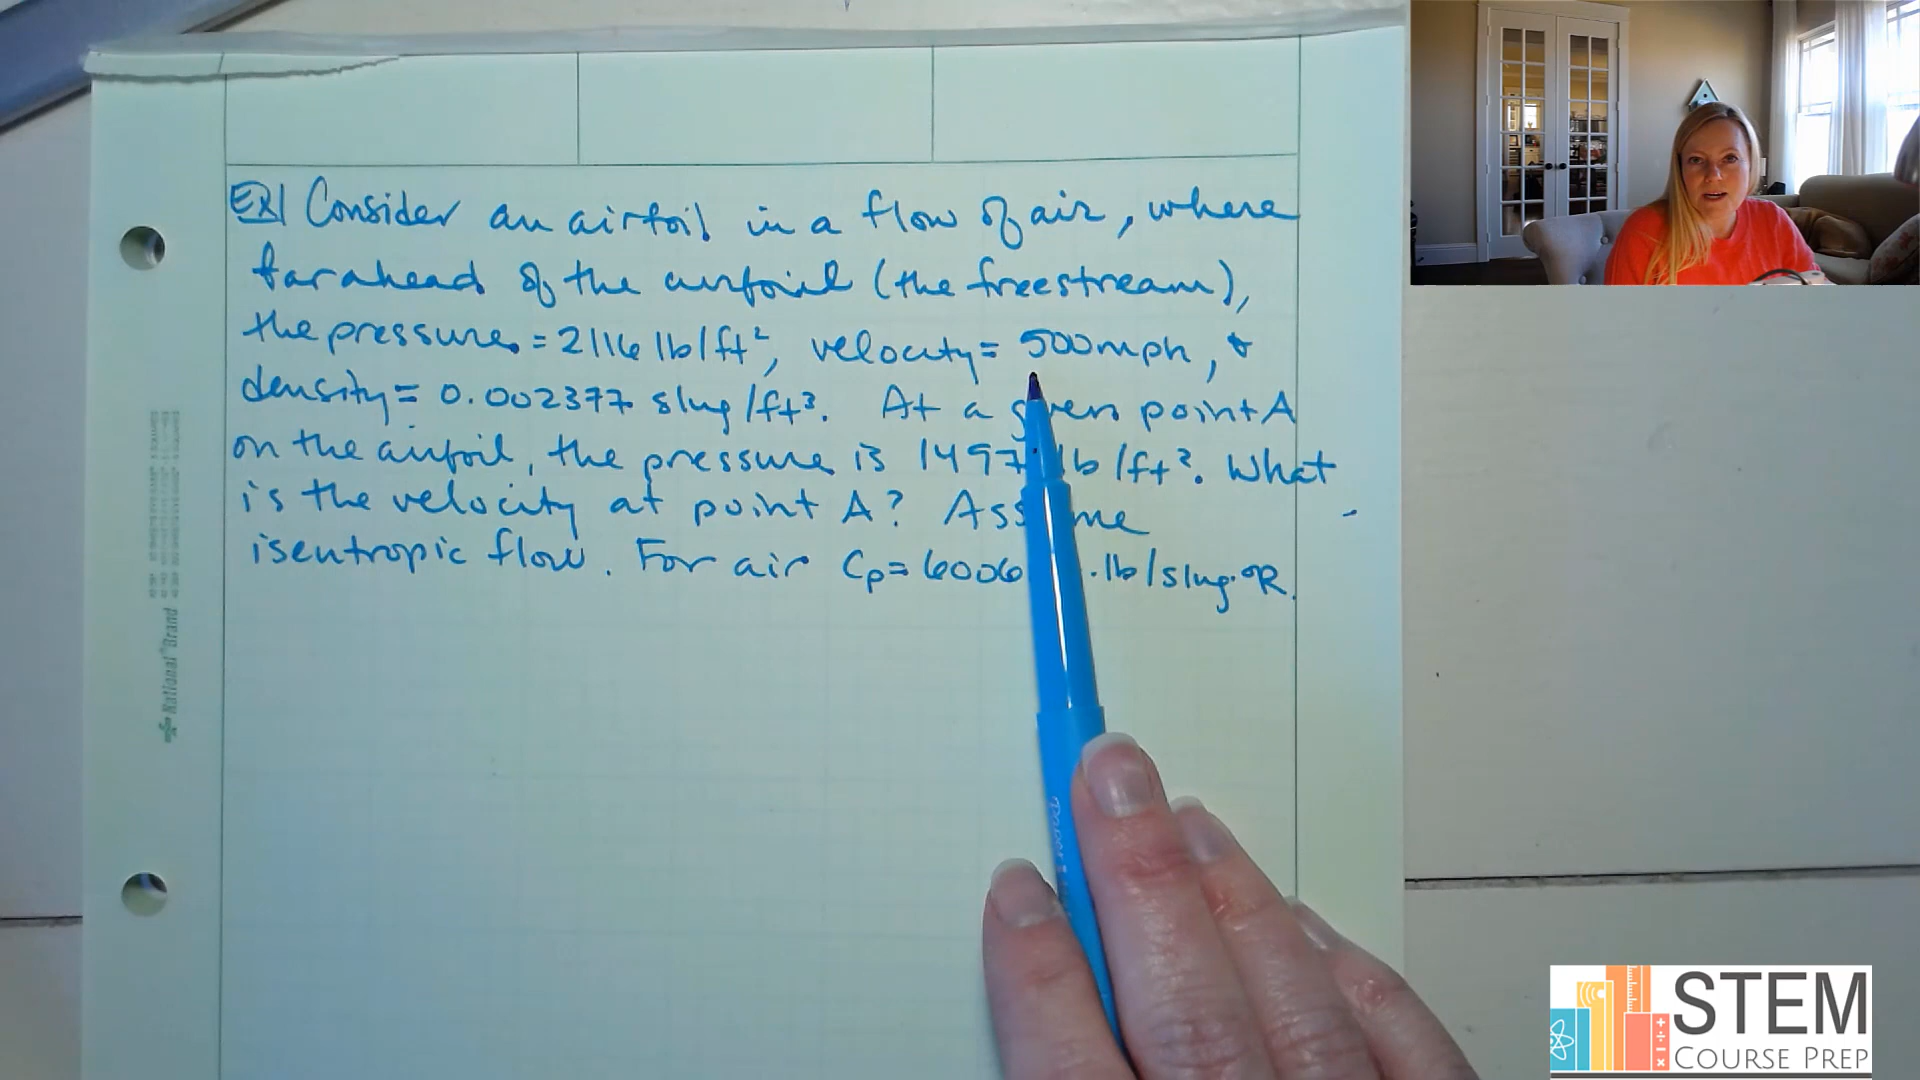 EX1 Consider an airfoil in a flow of air, where
far ahead of the airfoil (the freestream),
the pressure = 2116 lb/ft², velocity = 500mph, &
density = 0.002377 slug/ft³. At a given point A
on the airfoil, the pressure is 1497 lb/ft². What
is the velocity at point A? Assume
isentropic flow. For air Cp = 6006 .lb/slug.°R.
National Brand
STEM
COURSE PREP